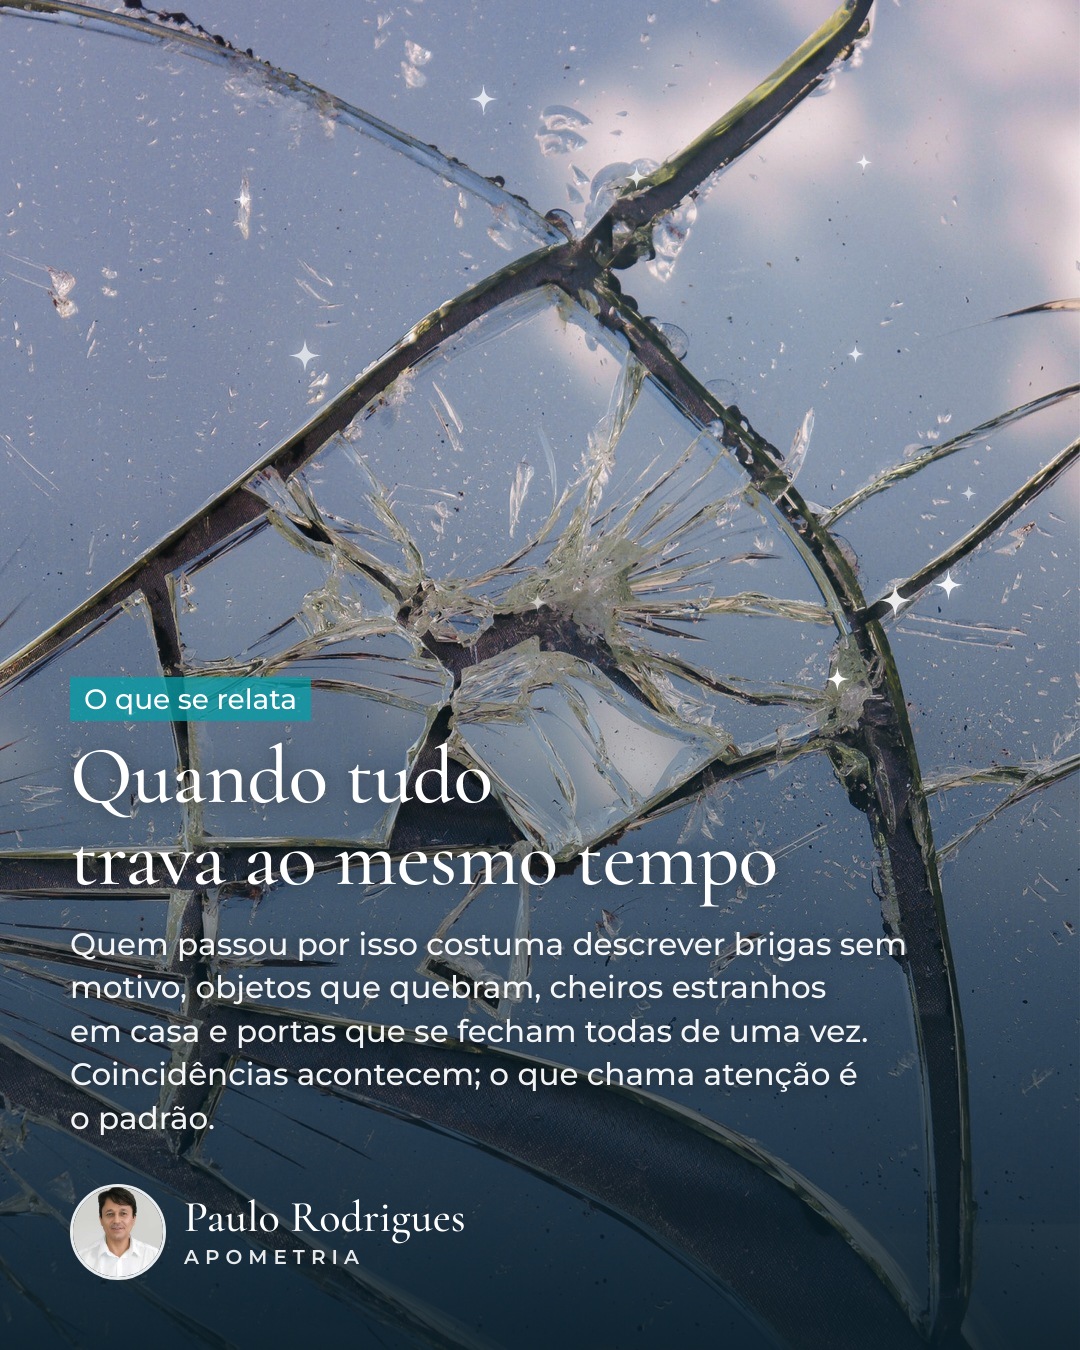 O que se relata
Quando tudo
trava ao mesmo tempo
Quem passou por isso costuma descrever brigas sem
motivo, objetos que quebram, cheiros estranhos
em casa e portas que se fecham todas de uma vez.
Coincidências acontecem; o que chama atenção é
o padrão.
Paulo Rodrigues
APOMETRIA